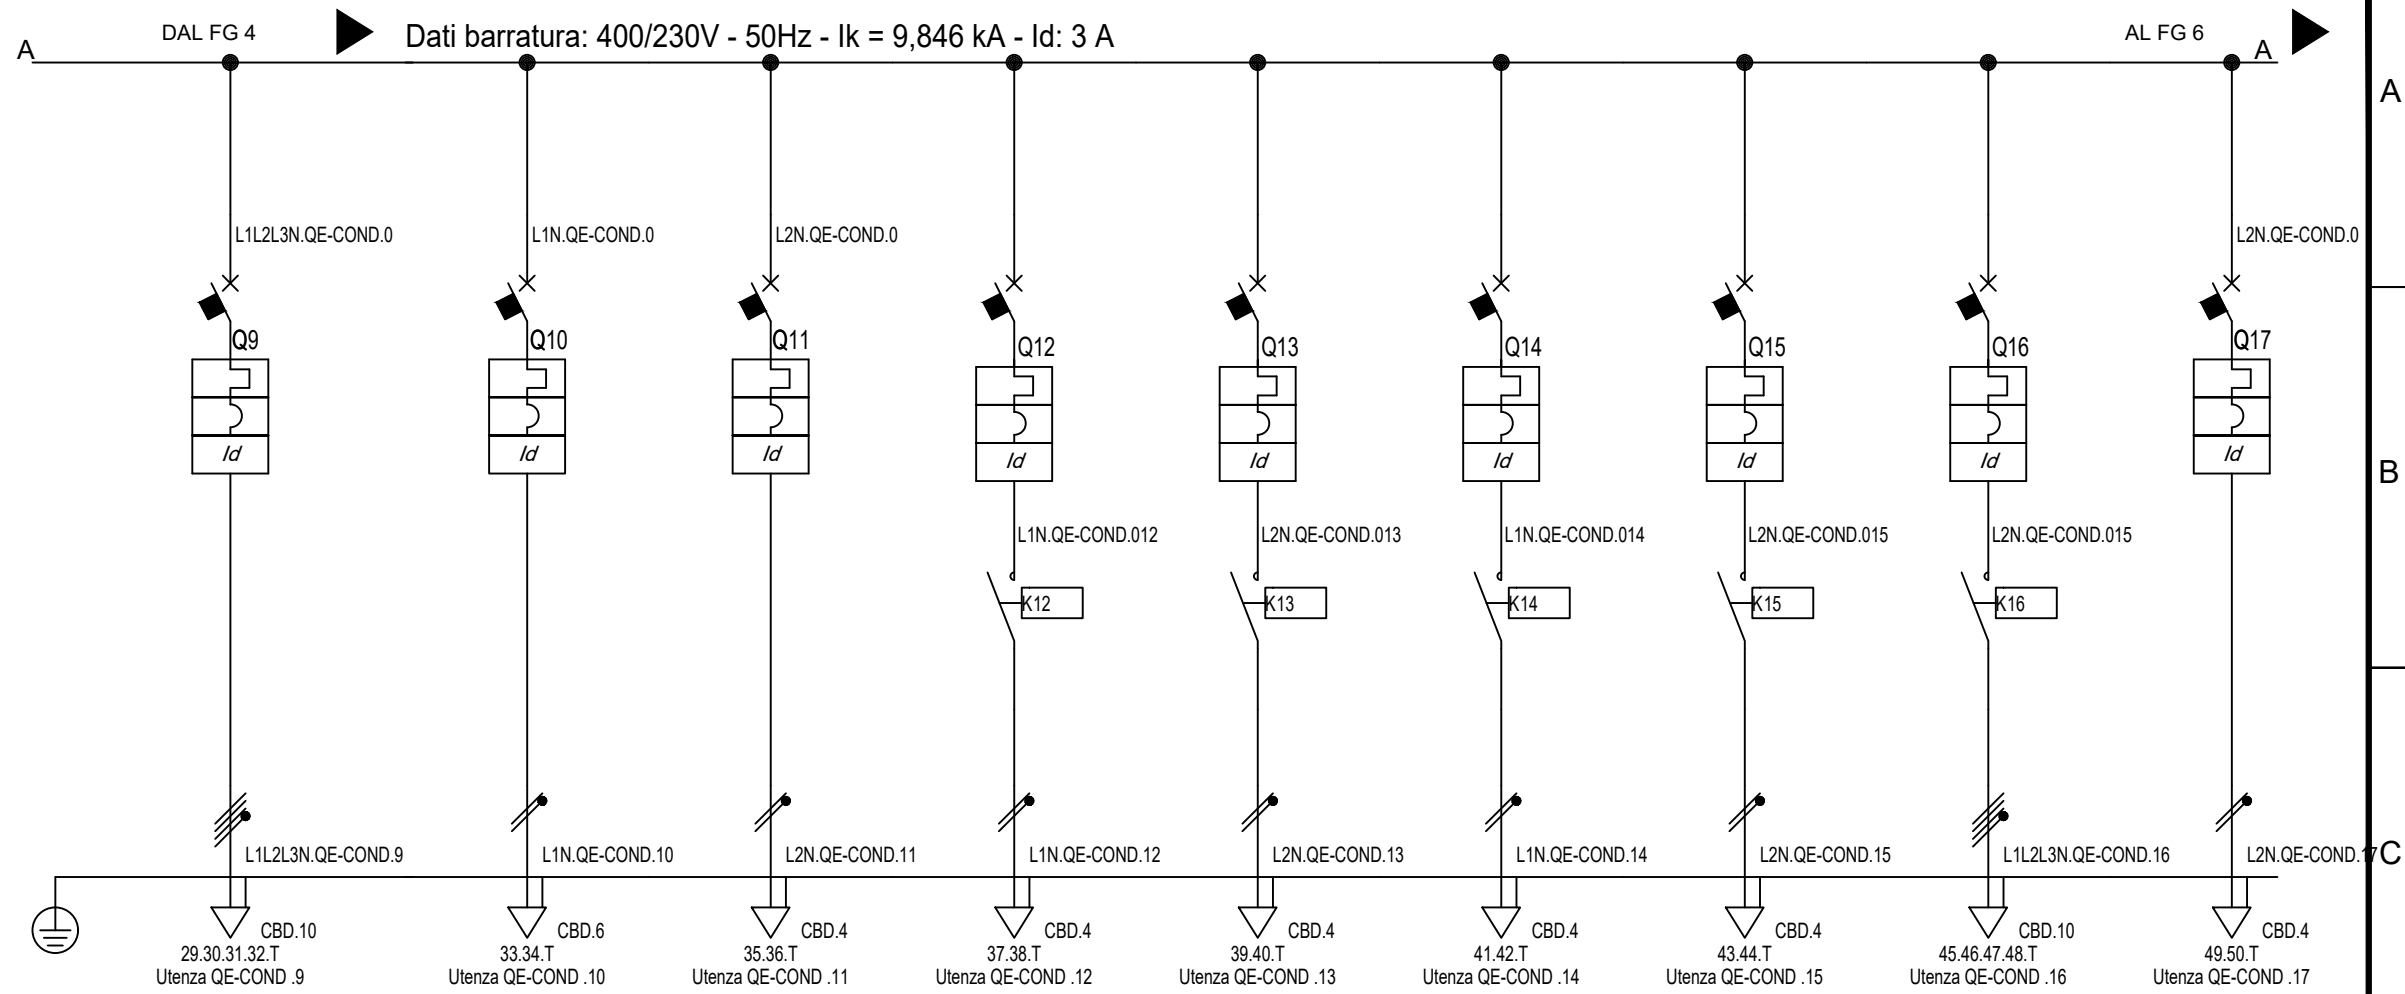 DAL FG 4
Dati barratura: 400/230V - 50Hz - Ik = 9,846 kA - Id: 3 A
AL FG 6
A
A
A
L1L2L3N.QE-COND.0
L1N.QE-COND.0
L2N.QE-COND.0
L2N.QE-COND.0
Q9
Q10
Q11
Q12
Q13
Q14
Q15
Q16
Q17
Id
Id
Id
Id
Id
Id
Id
Id
Id
B
L1N.QE-COND.012
L2N.QE-COND.013
L1N.QE-COND.014
L2N.QE-COND.015
L2N.QE-COND.015
K12
K13
K14
K15
K16
L1L2L3N.QE-COND.9
L1N.QE-COND.10
L2N.QE-COND.11
L1N.QE-COND.12
L2N.QE-COND.13
L1N.QE-COND.14
L2N.QE-COND.15
L1L2L3N.QE-COND.16
L2N.QE-COND.17
C
CBD.10
CBD.6
CBD.4
CBD.4
CBD.4
CBD.4
CBD.4
CBD.10
CBD.4
29.30.31.32.T
33.34.T
35.36.T
37.38.T
39.40.T
41.42.T
43.44.T
45.46.47.48.T
49.50.T
Utenza QE-COND .9
Utenza QE-COND .10
Utenza QE-COND .11
Utenza QE-COND .12
Utenza QE-COND .13
Utenza QE-COND .14
Utenza QE-COND .15
Utenza QE-COND .16
Utenza QE-COND .17